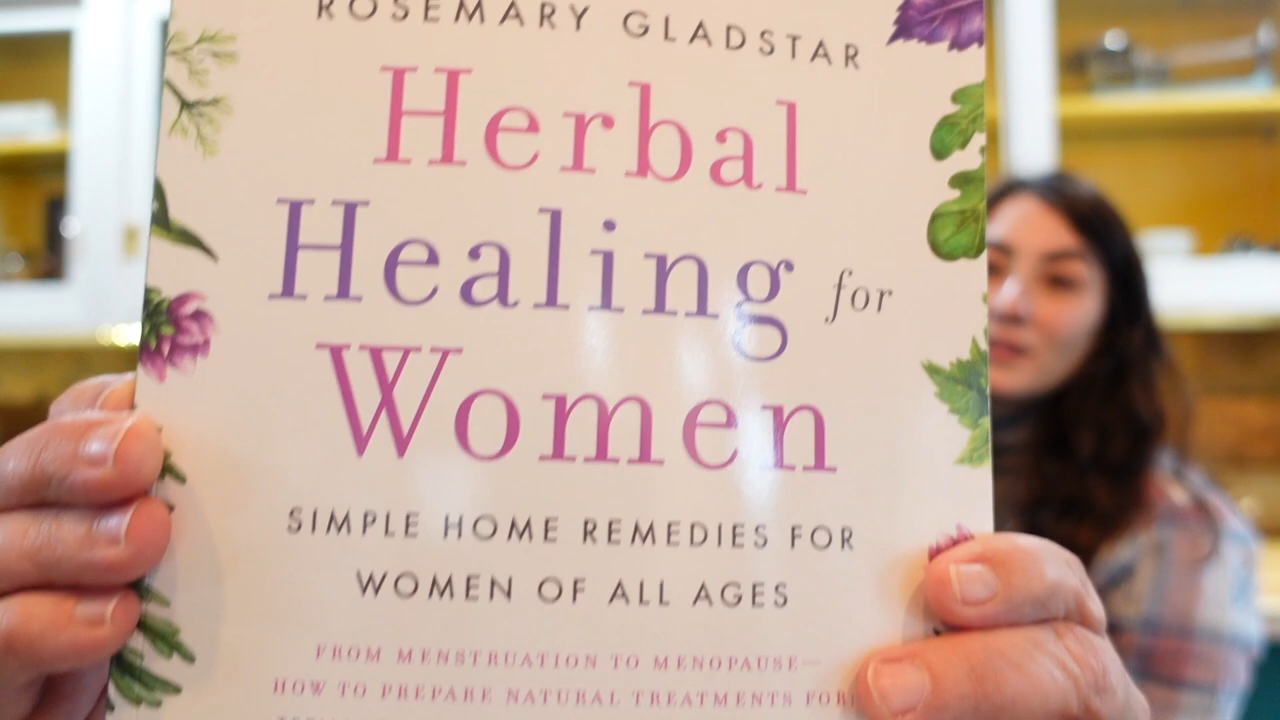 ROSEMARY GLADSTAR
Herbal
Healing for
Women
SIMPLE HOME REMEDIES FOR
WOMEN OF ALL AGES
FROM MENSTRUATION TO MENOPAUSE—
HOW TO PREPARE NATURAL TREATMENTS FOR